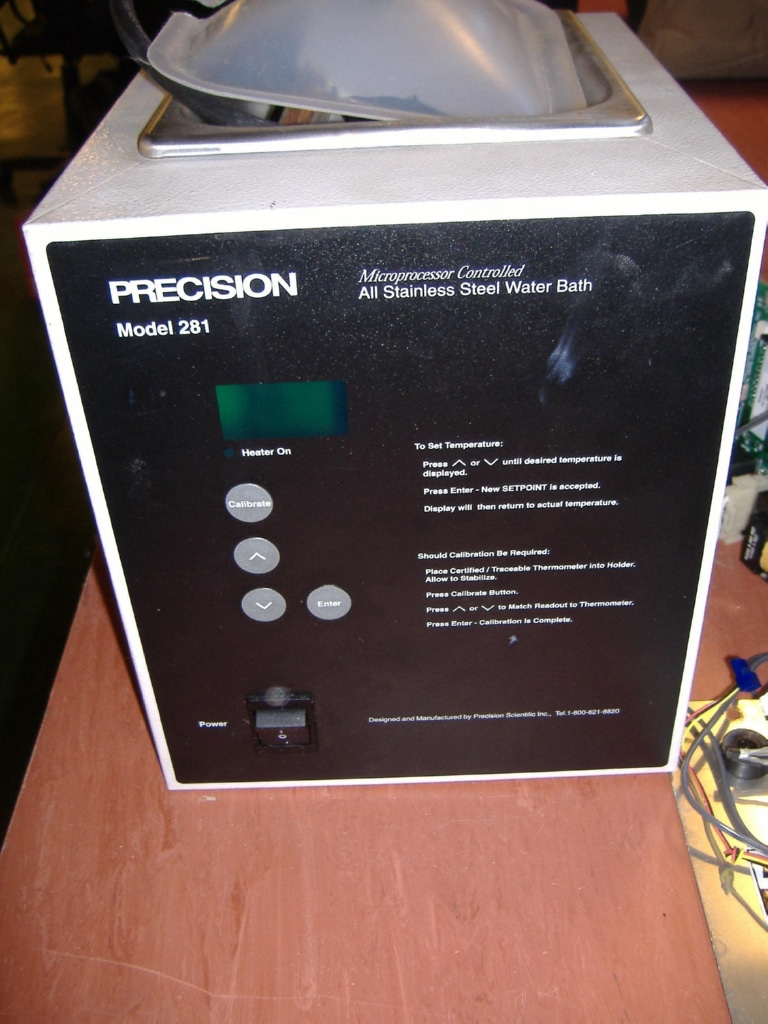 PRECISION
Microprocessor Controlled
All Stainless Steel Water Bath
Model 281
Heater On
Calibrate
Enter
Power
To Set Temperature:
Press ∧ or ∨ until desired temperature is
displayed.
Press Enter - New SETPOINT is accepted.
Display will then return to actual temperature.
Should Calibration Be Required:
Place Certified / Traceable Thermometer into Holder.
Allow to Stabilize.
Press Calibrate Button.
Press ∧ or ∨ to Match Readout to Thermometer.
Press Enter - Calibration is Complete.
Designed and Manufactured by Precision Scientific Inc., Tel.1-800-621-8820